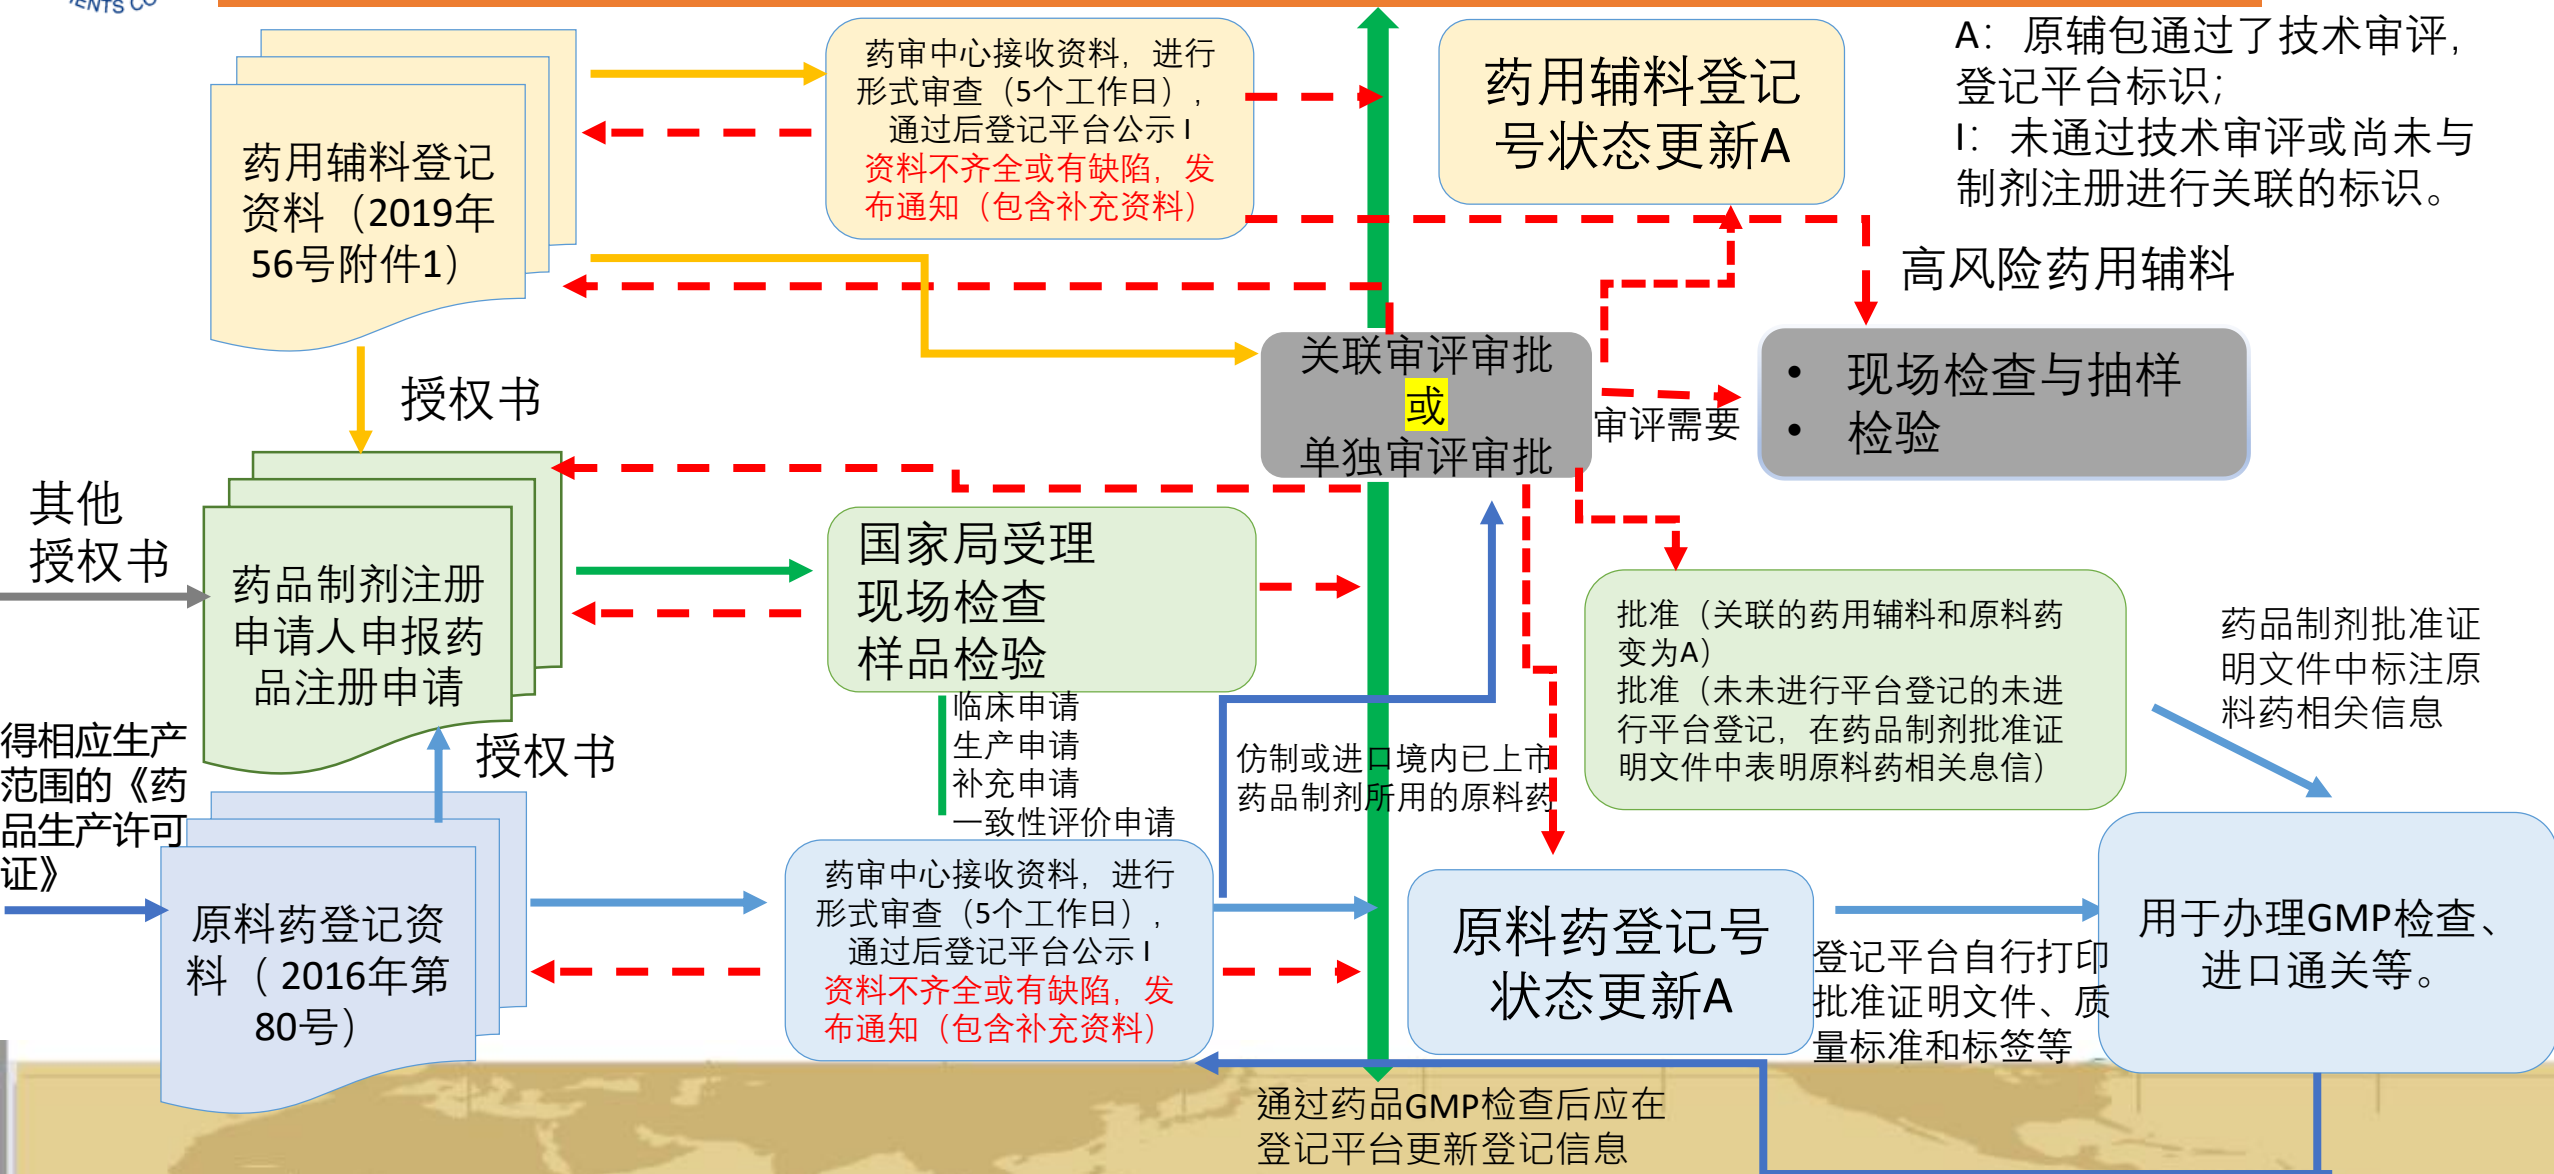 MENTS CO
A：原辅包通过了技术审评，
登记平台标识；
I：未通过技术审评或尚未与
制剂注册进行关联的标识。
药审中心接收资料，进行
形式审查（5个工作日），
通过后登记平台公示 I
资料不齐全或有缺陷，发
布通知（包含补充资料）
药用辅料登记
号状态更新A
药用辅料登记
资料（2019年
56号附件1）
高风险药用辅料
关联审评审批
或
单独审评审批
审评需要
• 现场检查与抽样
• 检验
授权书
其他
授权书
药品制剂注册
申请人申报药
品注册申请
国家局受理
现场检查
样品检验
临床申请
生产申请
补充申请
一致性评价申请
批准（关联的药用辅料和原料药
变为A）
批准（未未进行平台登记的未进
行平台登记，在药品制剂批准证
明文件中表明原料药相关息信）
药品制剂批准证
明文件中标注原
料药相关信息
得相应生产
范围的《药
品生产许可
证》
授权书
仿制或进口境内已上市
药品制剂所用的原料药
原料药登记资
料（ 2016年第
80号）
药审中心接收资料，进行
形式审查（5个工作日），
通过后登记平台公示 I
资料不齐全或有缺陷，发
布通知（包含补充资料）
原料药登记号
状态更新A
登记平台自行打印
批准证明文件、质
量标准和标签等
用于办理GMP检查、
进口通关等。
通过药品GMP检查后应在
登记平台更新登记信息